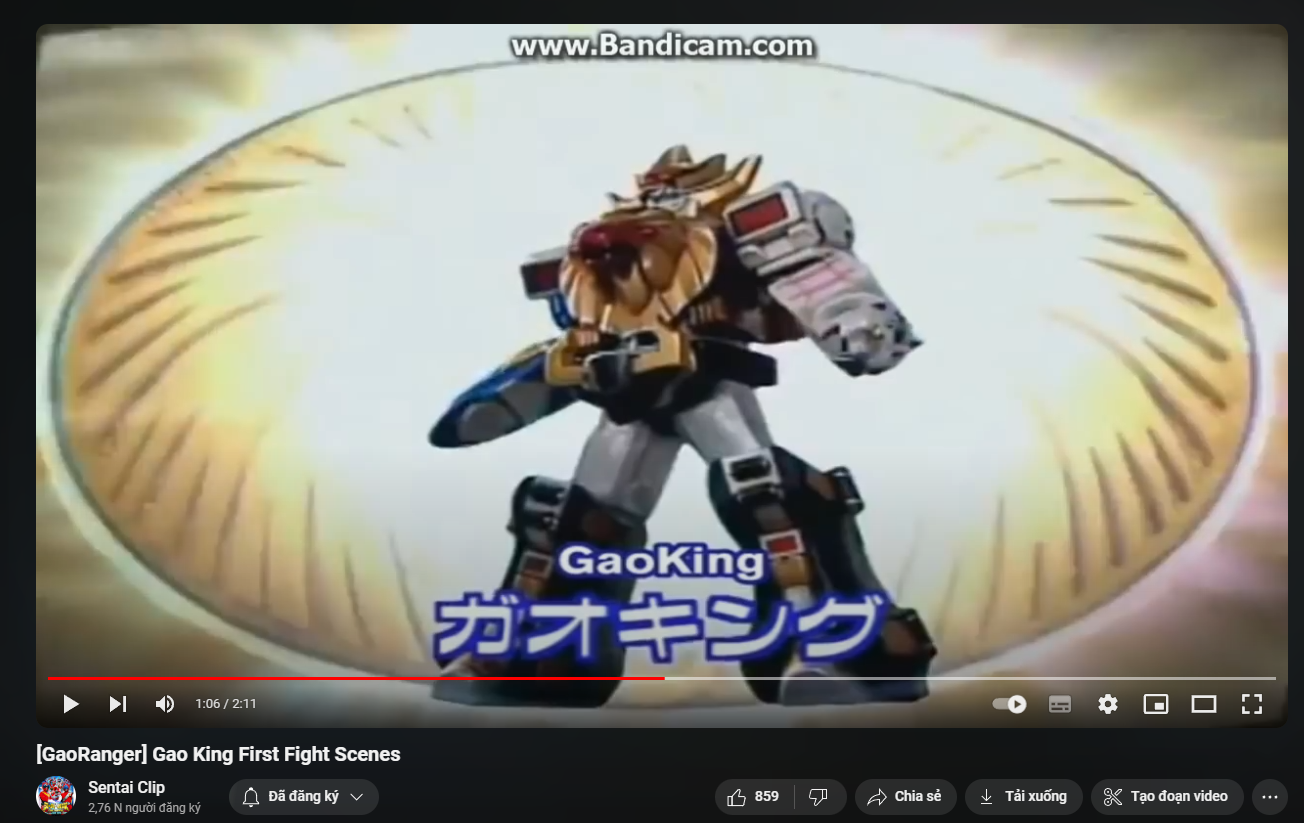 www.Bandicam.com
GaoKing
ガオキング
1:06 / 2:11
[GaoRanger] Gao King First Fight Scenes
Sentai Clip
2,76 N người đăng ký
Đã đăng ký
859
Chia sẻ
Tải xuống
Tạo đoạn video